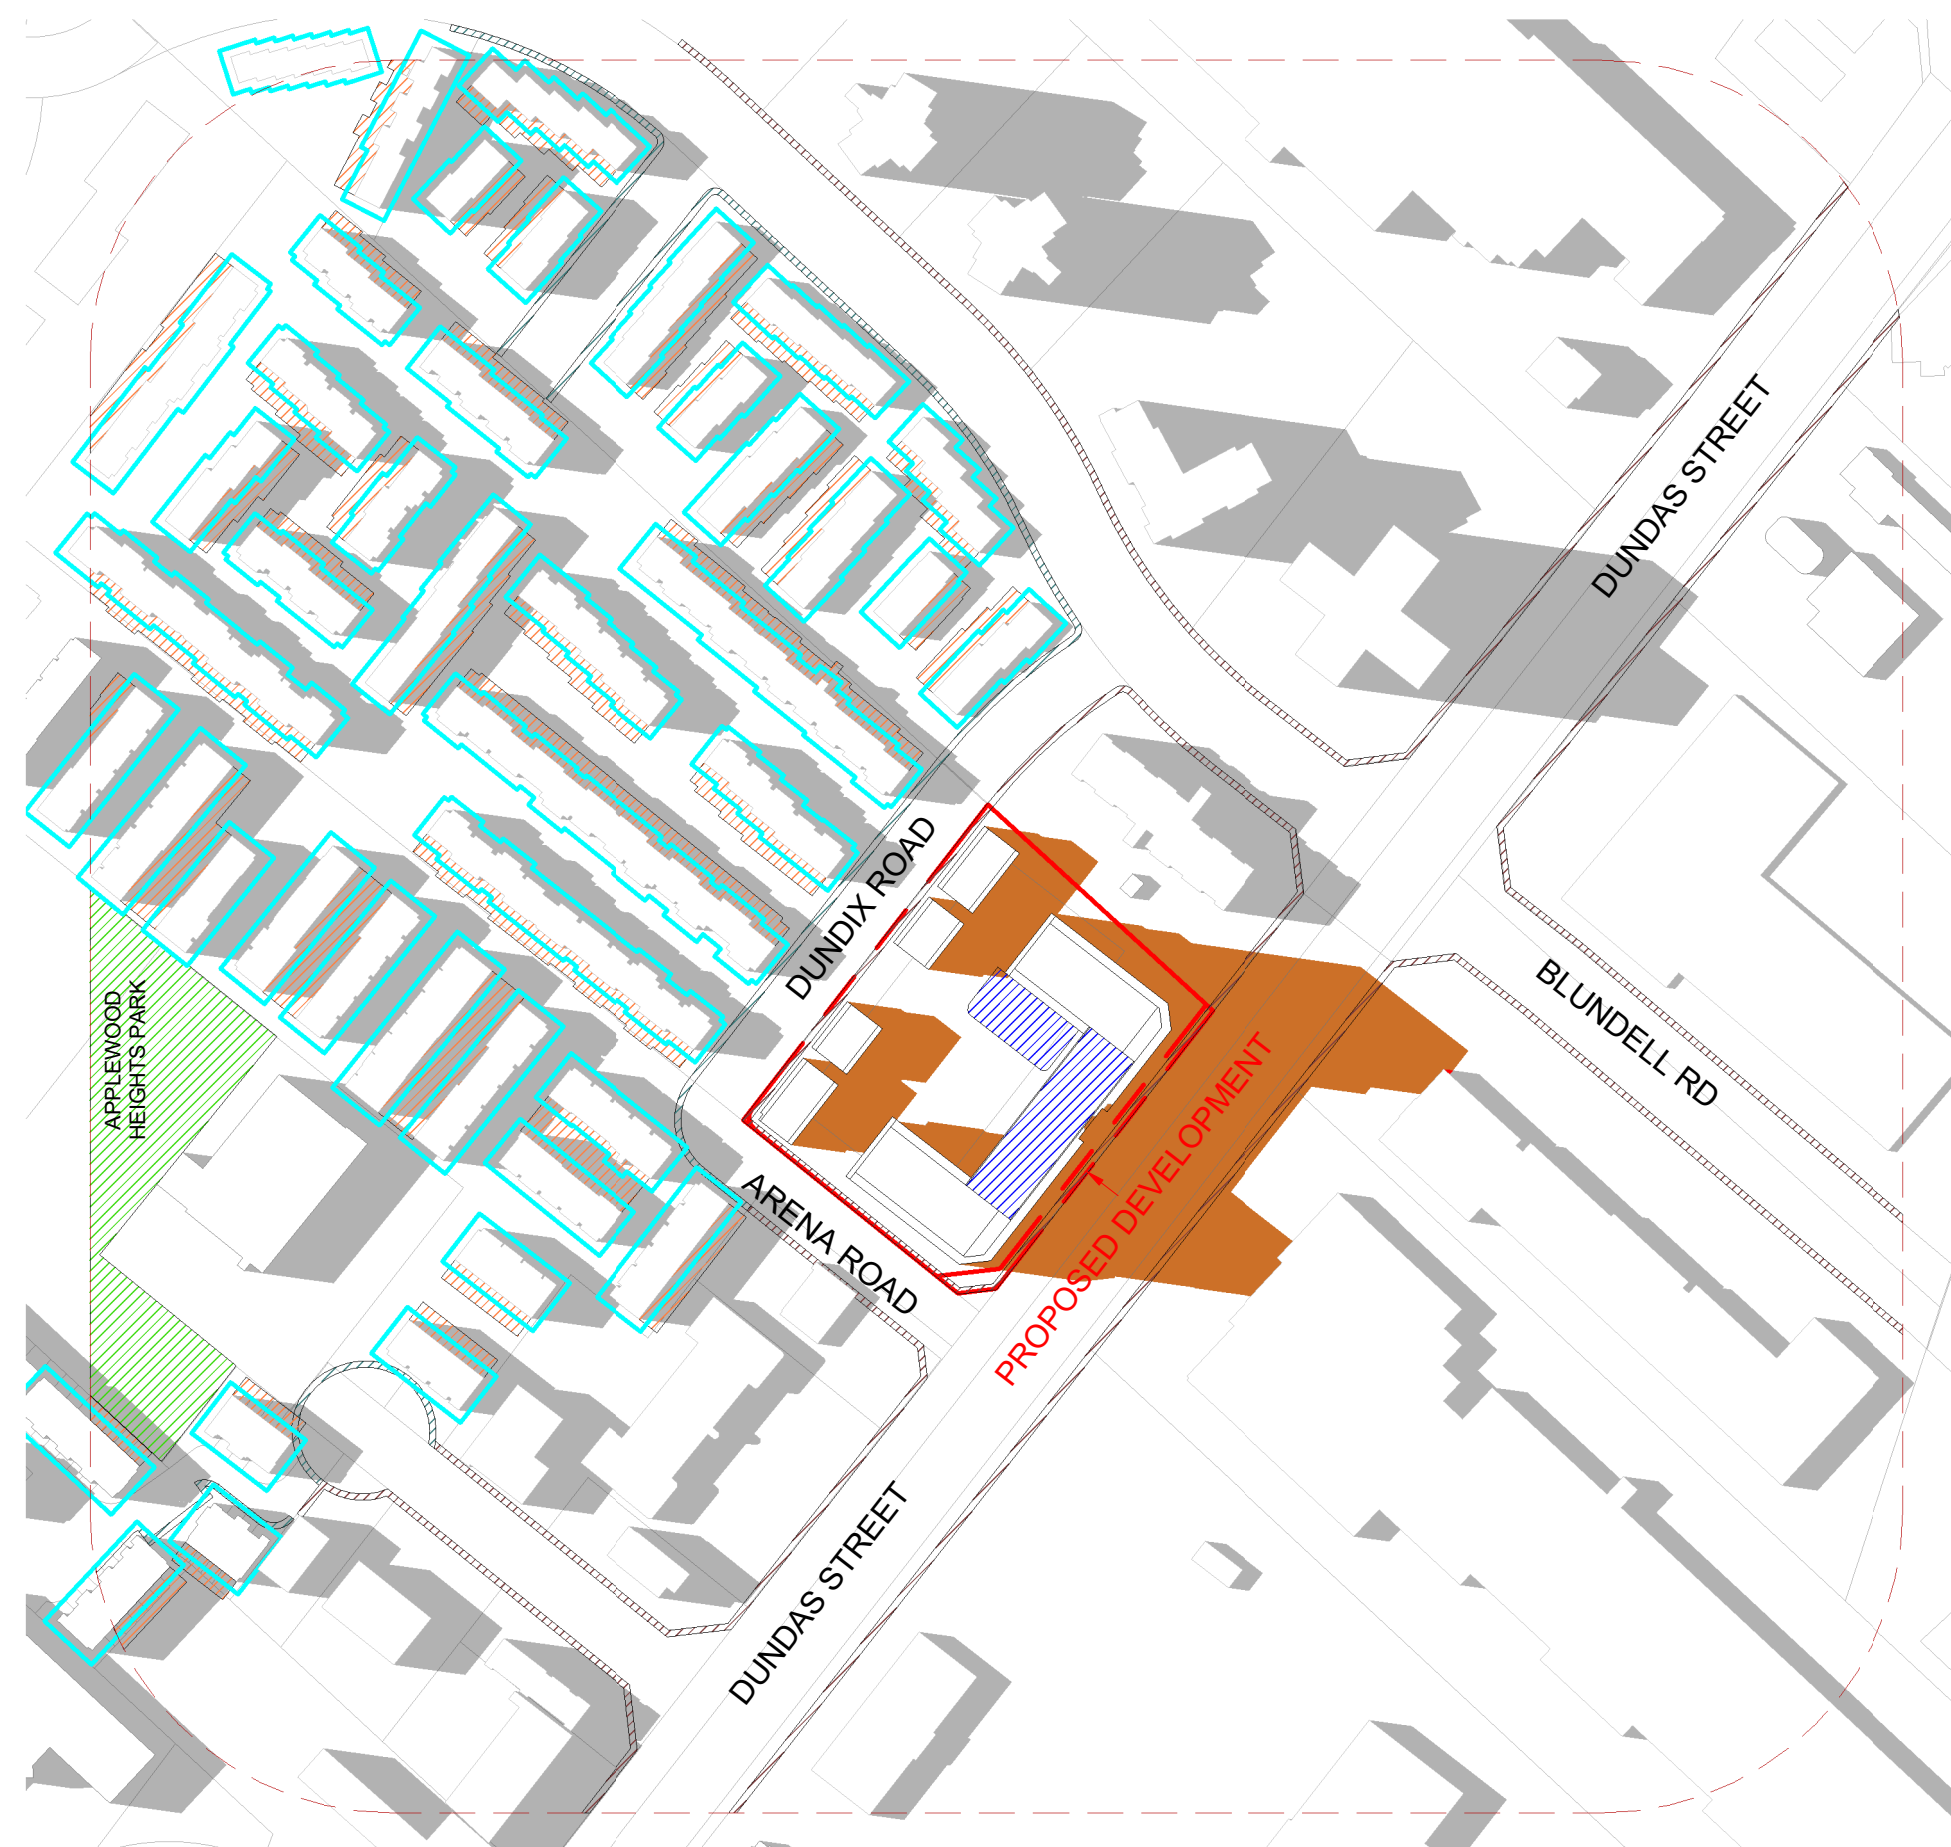 DUNDAS STREET
DUNDIX ROAD
BLUNDELL RD
APPLEWOOD
HEIGHTS PARK
PROPOSED DEVELOPMENT
ARENA ROAD
DUNDAS STREET